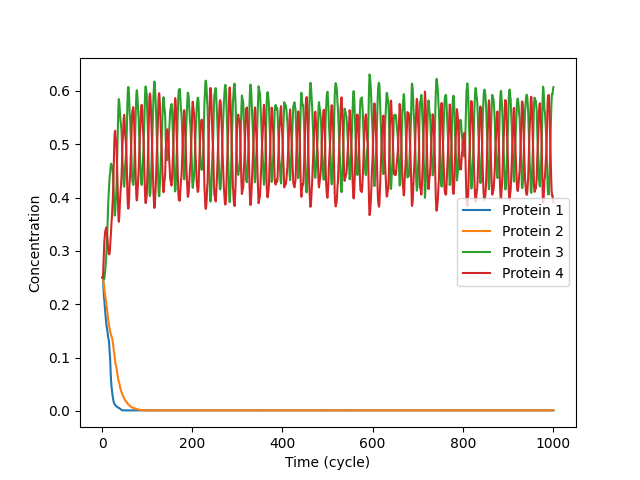 0.6
0.5
0.4
0.3
0.2
0.1
0.0
Concentration
Protein 1
Protein 2
Protein 3
Protein 4
0 200 400 600 800 1000
Time (cycle)